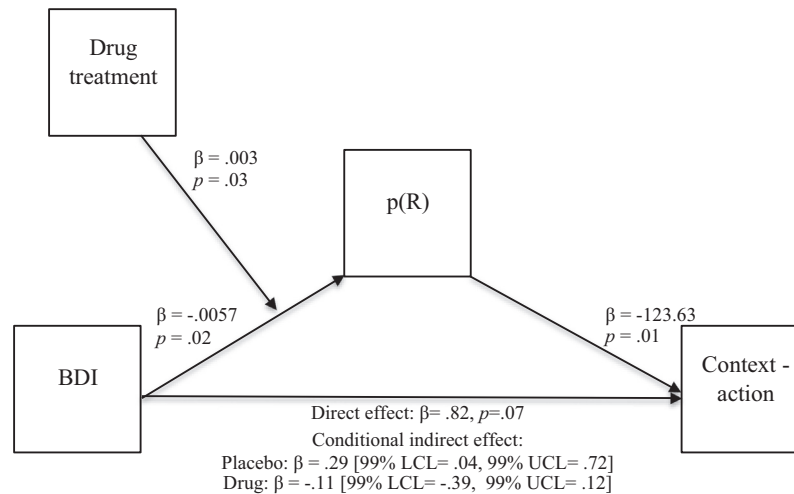 Drug
treatment
β = .003
p = .03
p(R)
β = -.0057
p = .02
β = -123.63
p = .01
BDI
Context -
action
Direct effect: β= .82, p=.07
Conditional indirect effect:
Placebo: β = .29 [99% LCL= .04, 99% UCL= .72]
Drug: β = -.11 [99% LCL= -.39, 99% UCL= .12]